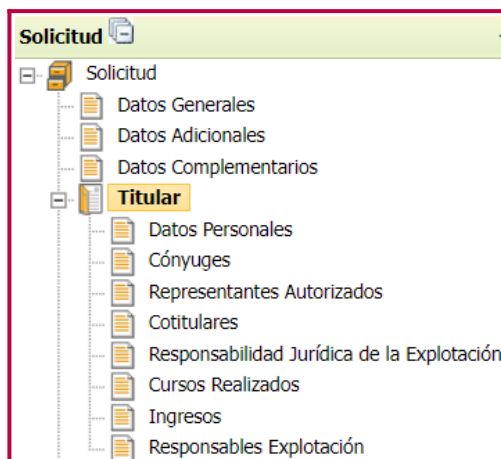 Solicitud
Solicitud
Datos Generales
Datos Adicionales
Datos Complementarios
Titular
Datos Personales
Cónyuges
Representantes Autorizados
Cotitulares
Responsabilidad Jurídica de la Explotación
Cursos Realizados
Ingresos
Responsables Explotación